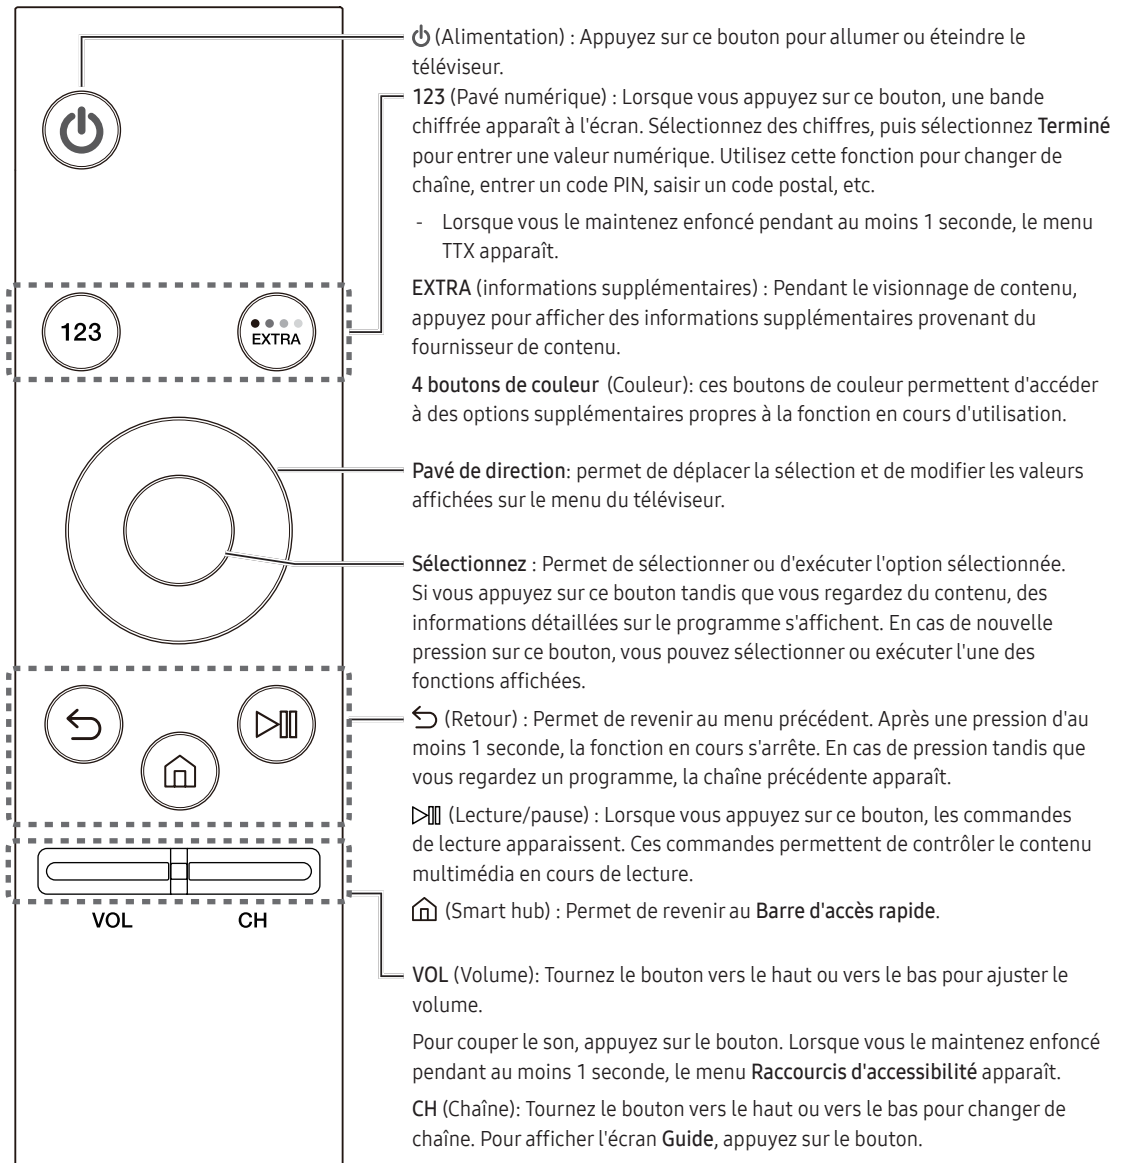 (Alimentation) : Appuyez sur ce bouton pour allumer ou éteindre le
téléviseur.
123 (Pavé numérique) : Lorsque vous appuyez sur ce bouton, une bande
chiffrée apparaît à l'écran. Sélectionnez des chiffres, puis sélectionnez Terminé
pour entrer une valeur numérique. Utilisez cette fonction pour changer de
chaîne, entrer un code PIN, saisir un code postal, etc.
- Lorsque vous le maintenez enfoncé pendant au moins 1 seconde, le menu
TTX apparaît.
123
EXTRA
EXTRA (informations supplémentaires) : Pendant le visionnage de contenu,
appuyez pour afficher des informations supplémentaires provenant du
fournisseur de contenu.
4 boutons de couleur (Couleur): ces boutons de couleur permettent d'accéder
à des options supplémentaires propres à la fonction en cours d'utilisation.
Pavé de direction: permet de déplacer la sélection et de modifier les valeurs
affichées sur le menu du téléviseur.
Sélectionnez : Permet de sélectionner ou d'exécuter l'option sélectionnée.
Si vous appuyez sur ce bouton tandis que vous regardez du contenu, des
informations détaillées sur le programme s'affichent. En cas de nouvelle
pression sur ce bouton, vous pouvez sélectionner ou exécuter l'une des
fonctions affichées.
(Retour) : Permet de revenir au menu précédent. Après une pression d'au
moins 1 seconde, la fonction en cours s'arrête. En cas de pression tandis que
vous regardez un programme, la chaîne précédente apparaît.
(Lecture/pause) : Lorsque vous appuyez sur ce bouton, les commandes
de lecture apparaissent. Ces commandes permettent de contrôler le contenu
multimédia en cours de lecture.
(Smart hub) : Permet de revenir au Barre d'accès rapide.
VOL
CH
VOL (Volume): Tournez le bouton vers le haut ou vers le bas pour ajuster le
volume.
Pour couper le son, appuyez sur le bouton. Lorsque vous le maintenez enfoncé
pendant au moins 1 seconde, le menu Raccourcis d'accessibilité apparaît.
CH (Chaîne): Tournez le bouton vers le haut ou vers le bas pour changer de
chaîne. Pour afficher l'écran Guide, appuyez sur le bouton.